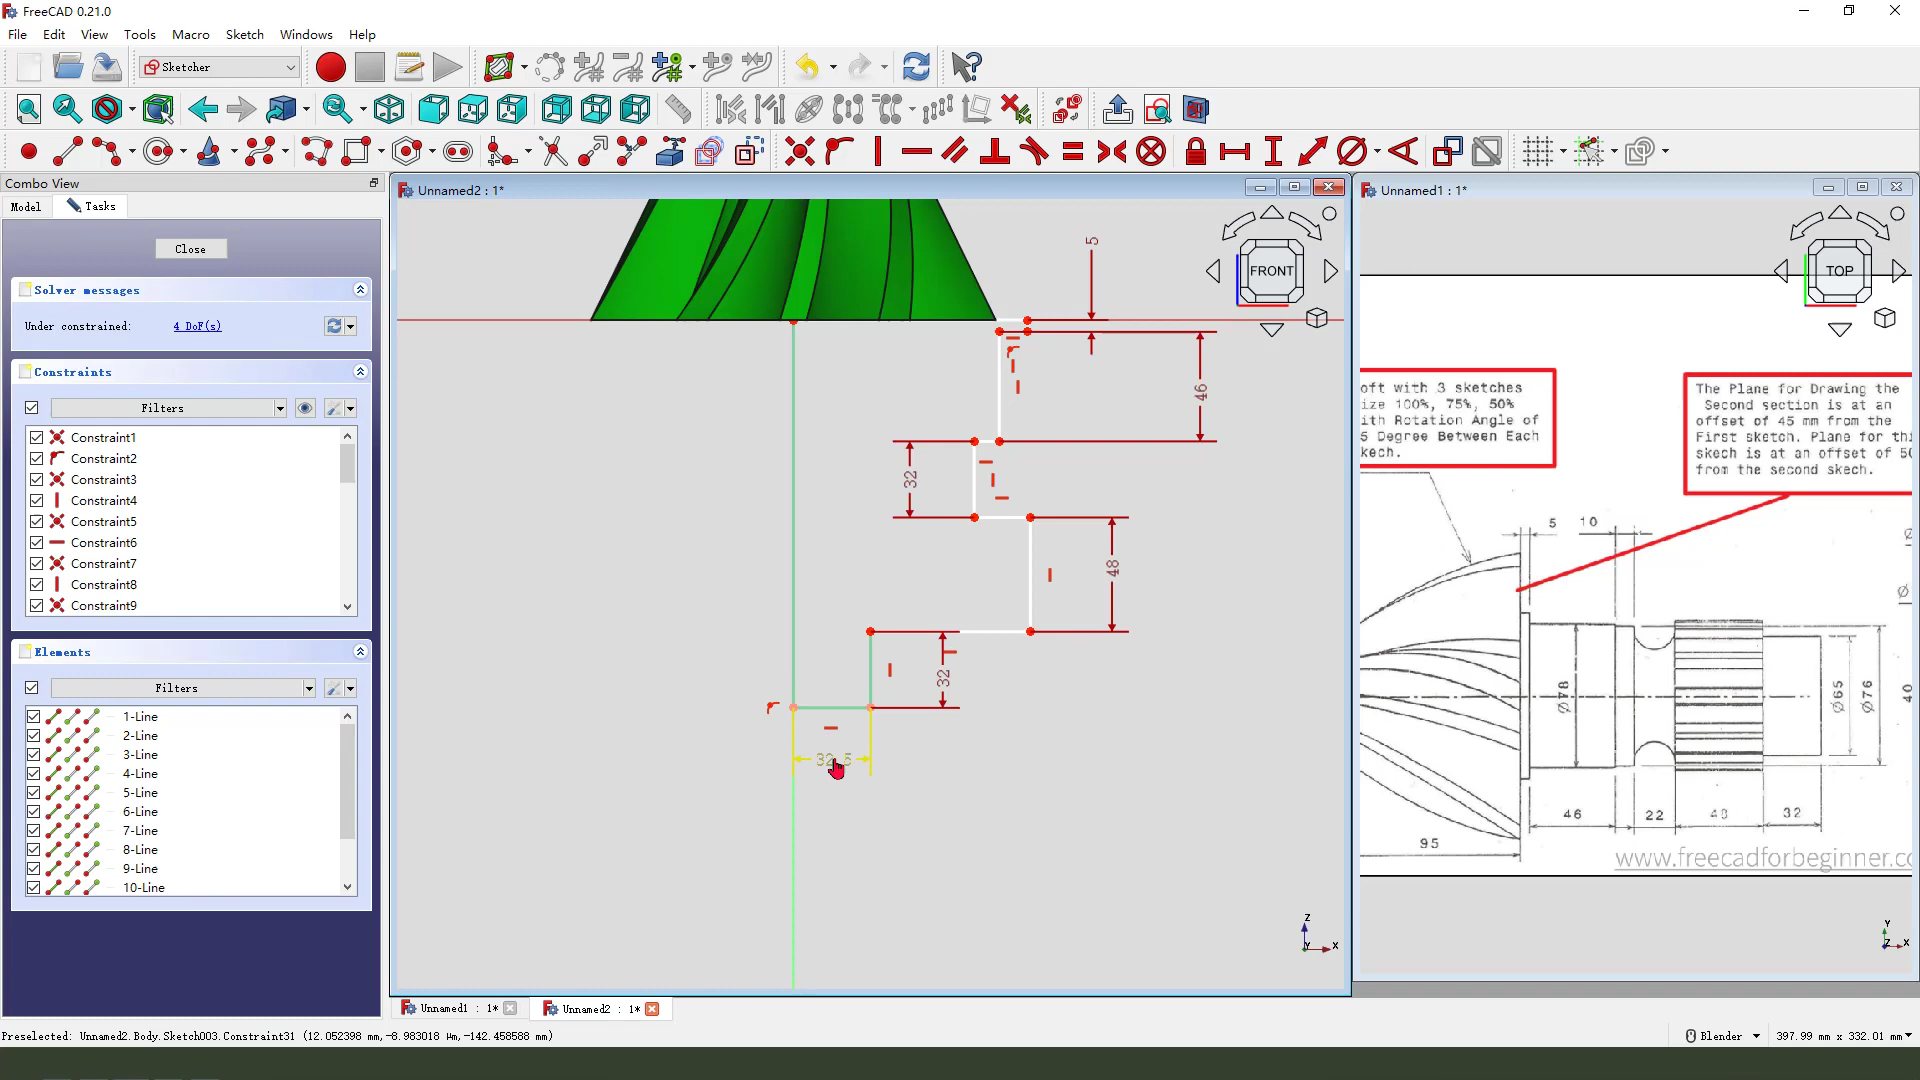 FreeCAD 0.21.0
File Edit View Tools Macro Sketch Windows Help
Sketcher
Combo View
Model Tasks
Close
Solver messages
Under constrained: 4 DoF(s)
Constraints
Filters
Constraint1
Constraint2
Constraint3
Constraint4
Constraint5
Constraint6
Constraint7
Constraint8
Constraint9
Elements
Filters
1-Line
2-Line
3-Line
4-Line
5-Line
6-Line
7-Line
8-Line
9-Line
10-Line
Unnamed2 : 1*
FRONT
5
46
32
48
32
Z
X
Unnamed1 : 1*
TOP
oft with 3 sketches
ize 100%, 75%, 50%
ith Rotation Angle of
5 Degree Between Each
kech.
The Plane for Drawing the
Second section is at an
offset of 45 mm from the
First sketch. Plane for thi
skech is at an offset of 50
from the second skech.
5 10
Ø78
Ø65
Ø76
40
46 22 48 32
95
www.freecadforbeginner.co
Y
Z X
Unnamed1 : 1*
Unnamed2 : 1*
Preselected: Unnamed2.Body.Sketch003.Constraint31 (12.052398 mm,-8.983018 µm,-142.458588 mm)
Blender
397.99 mm x 332.01 mm